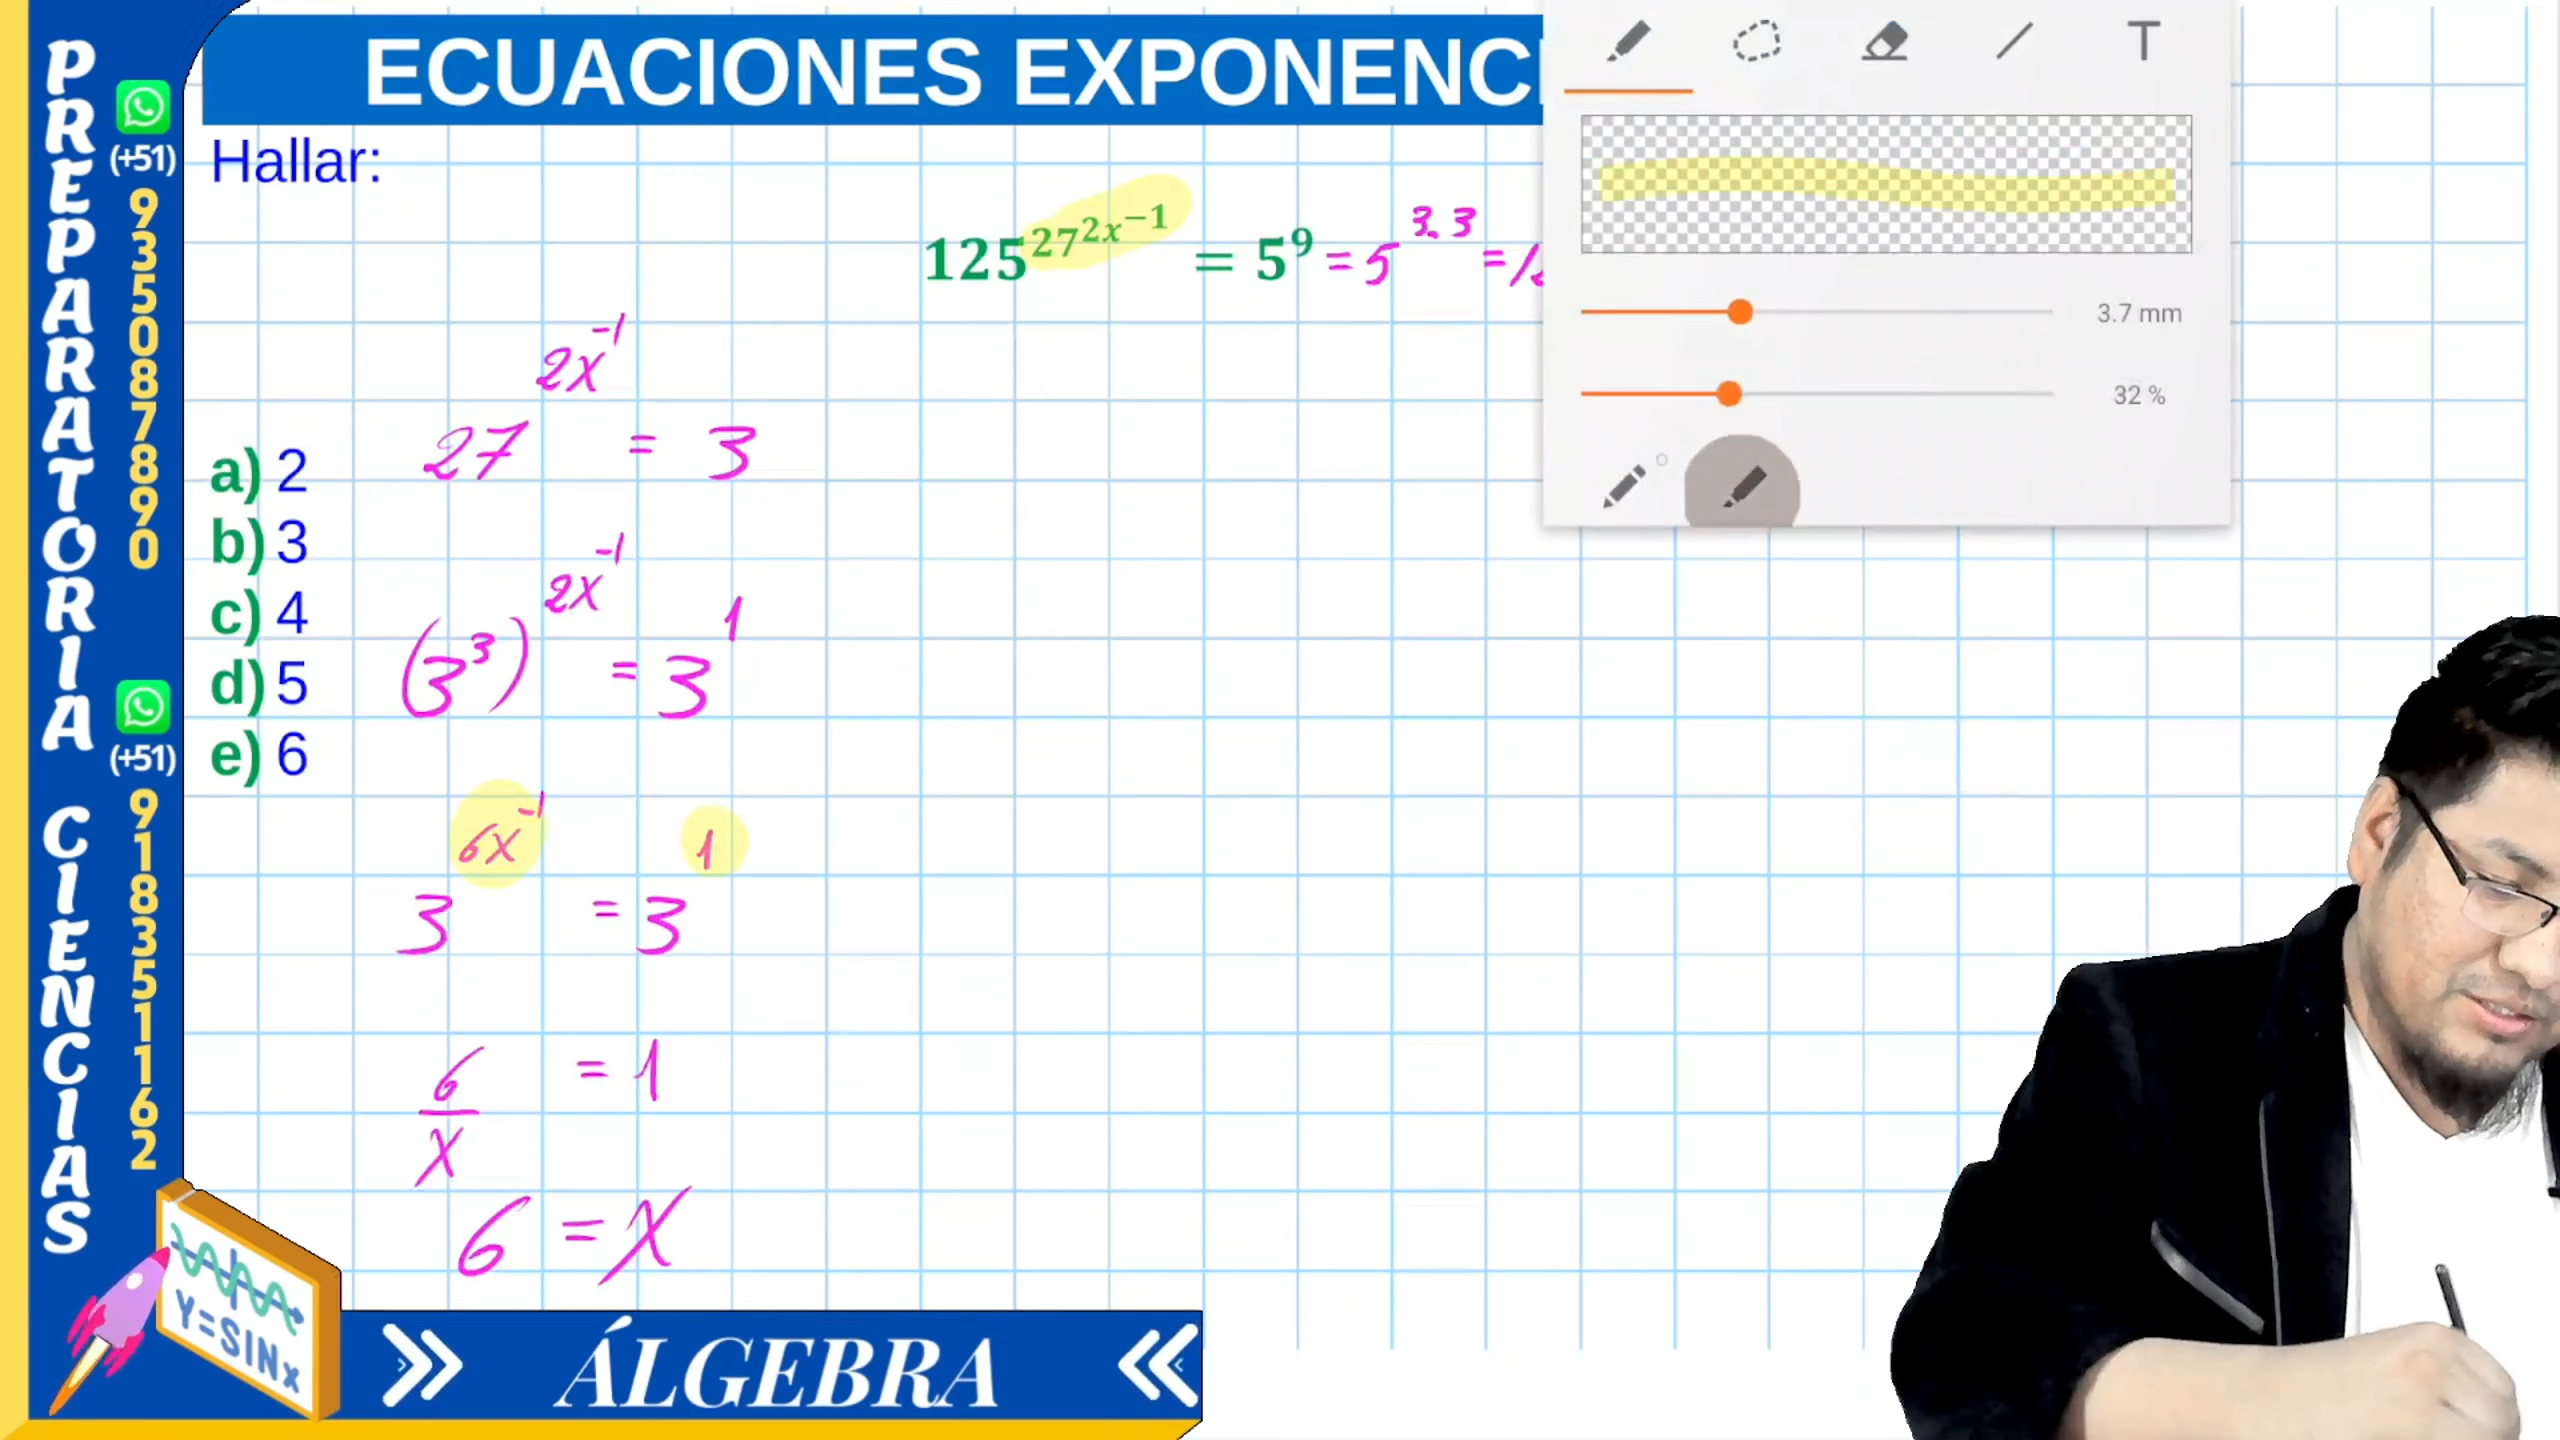 PREPARATORIA CIENCIAS
(+51)
935087890
(+51)
918351162
ECUACIONES EXPONENC
Hallar:
125^27^2x^−1 = 5^9 = 5^3.3 =
a) 2
b) 3
c) 4
d) 5
e) 6
27^2x^-1 = 3
(3^3)^2x^-1 = 3^1
3^6x^-1 = 3^1
6/x = 1
6 = x
T
3.7 mm
32 %
Y=SINx
ÁLGEBRA